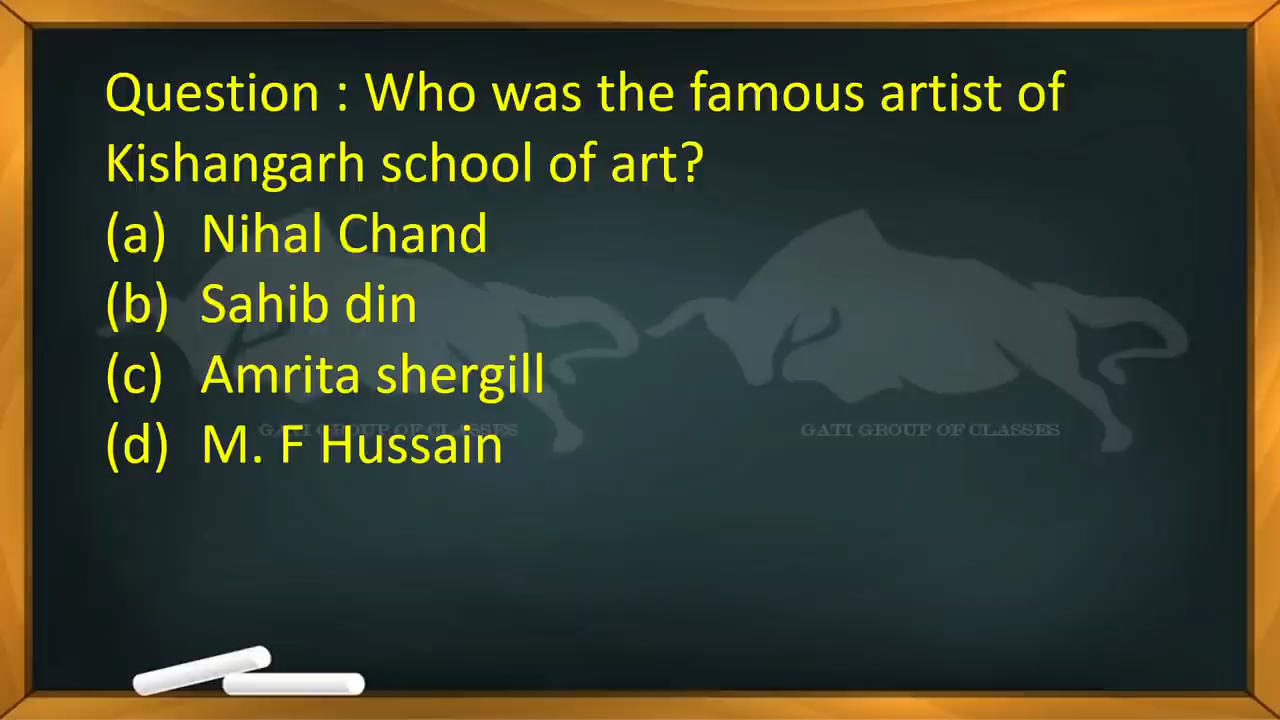 Question : Who was the famous artist of
Kishangarh school of art?
(a) Nihal Chand
(b) Sahib din
(c) Amrita shergill
(d) M. F Hussain
GATI GROUP OF CLASSES
GATI GROUP OF CLASSES